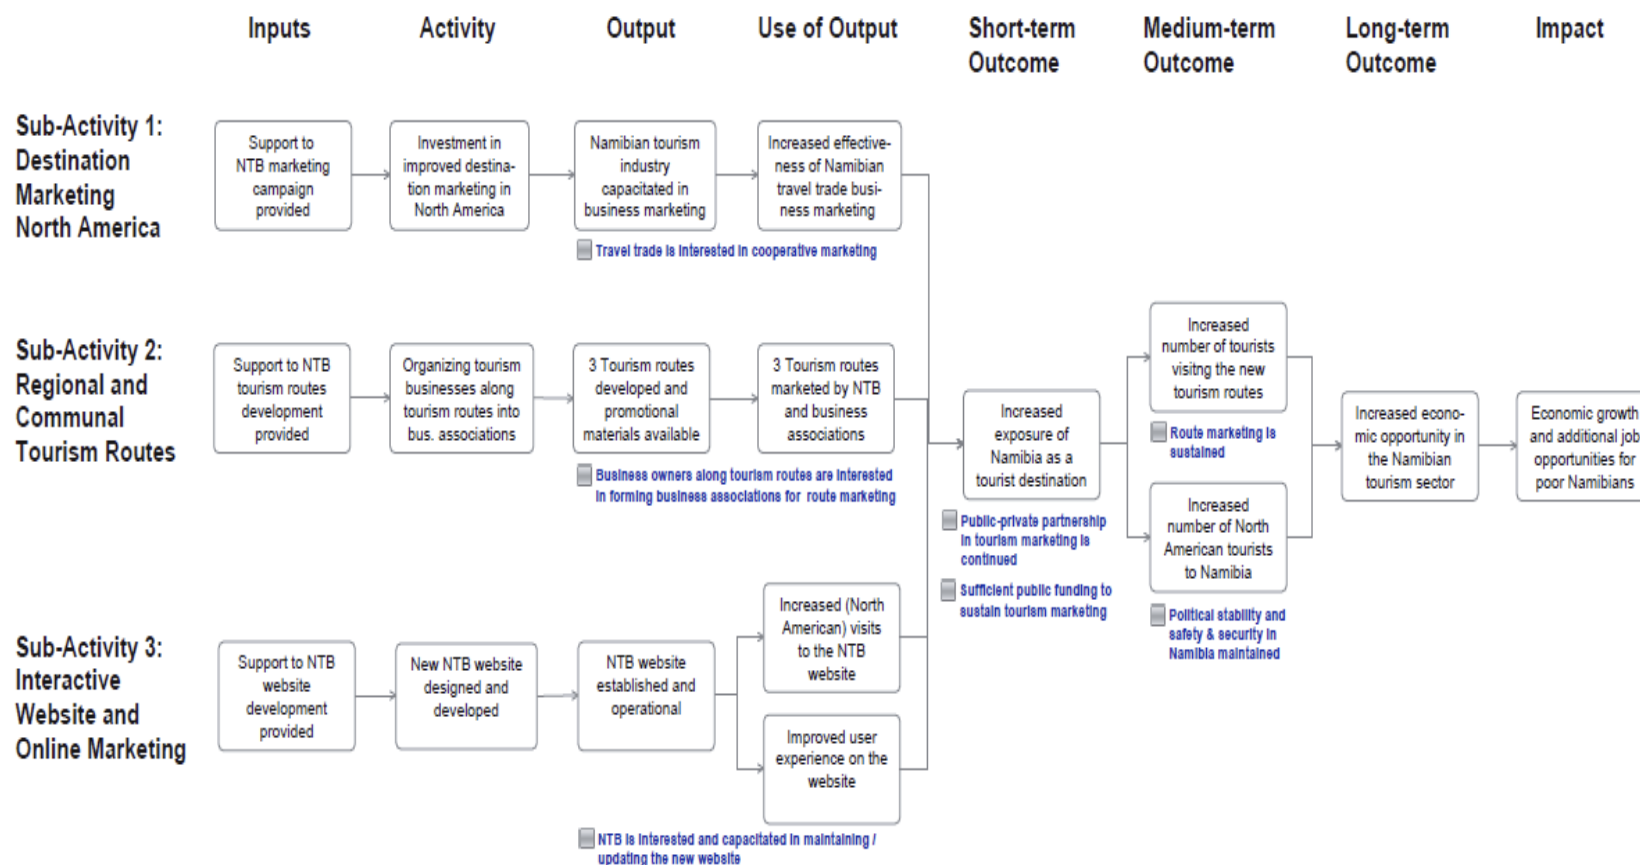 Inputs
Activity
Output
Use of Output
Short-term
Outcome
Medium-term
Outcome
Long-term
Outcome
Impact
Sub-Activity 1:
Destination
Marketing
North America
Support to
NTB marketing
campaign
provided
Investment in
improved destina-
tion marketing in
North America
Namibian tourism
industry
capacitated in
business marketing
Increased effective-
ness of Namibian
travel trade busi-
ness marketing
Travel trade is interested in cooperative marketing
Sub-Activity 2:
Regional and
Communal
Tourism Routes
Support to NTB
tourism routes
development
provided
Organizing tourism
businesses along
tourism routes into
bus. associations
3 Tourism routes
developed and
promotional
materials available
3 Tourism routes
marketed by NTB
and business
associations
Business owners along tourism routes are interested
in forming business associations for route marketing
Increased
exposure of
Namibia as a
tourist destination
Public-private partnership
in tourism marketing is
continued
Sufficient public funding to
sustain tourism marketing
Increased
number of tourists
visitng the new
tourism routes
Route marketing is
sustained
Increased
number of North
American tourists
to Namibia
Political stability and
safety & security in
Namibia maintained
Increased econo-
mic opportunity in
the Namibian
tourism sector
Economic growth
and additional job
opportunities for
poor Namibians
Sub-Activity 3:
Interactive
Website and
Online Marketing
Support to NTB
website
development
provided
New NTB website
designed and
developed
NTB website
established and
operational
Increased (North
American) visits
to the NTB
website
Improved user
experience on the
website
NTB is interested and capacitated in maintaining /
updating the new website